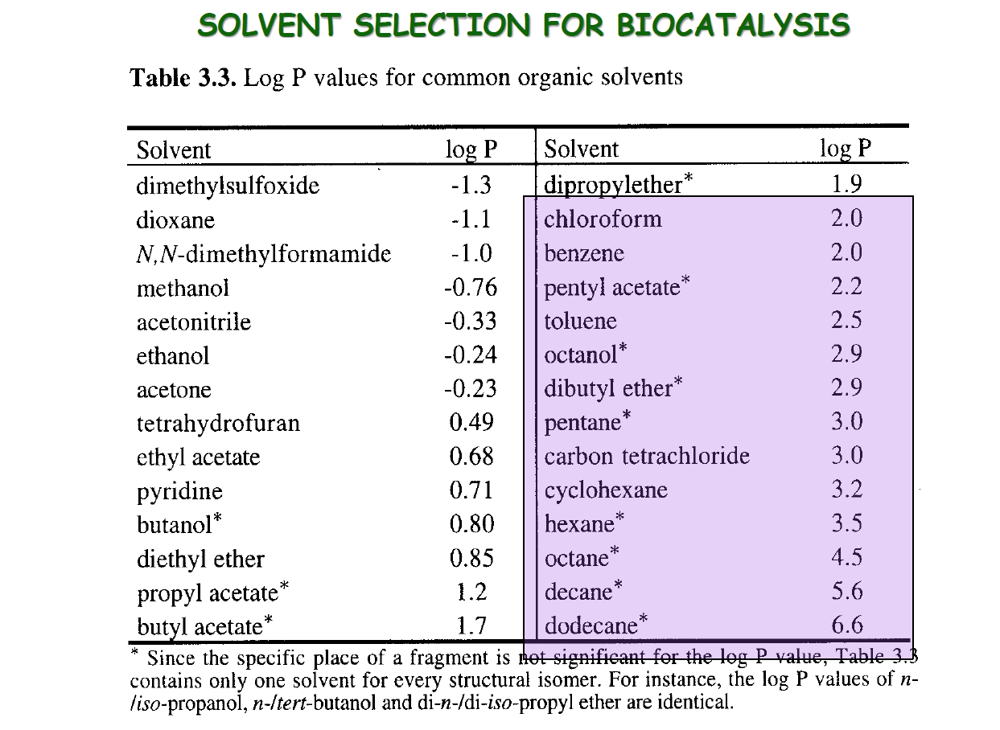 SOLVENT SELECTION FOR BIOCATALYSIS
Table 3.3. Log P values for common organic solvents
Solvent log P Solvent log P
dimethylsulfoxide -1.3 dipropylether* 1.9
dioxane -1.1 chloroform 2.0
N,N-dimethylformamide -1.0 benzene 2.0
methanol -0.76 pentyl acetate* 2.2
acetonitrile -0.33 toluene 2.5
ethanol -0.24 octanol* 2.9
acetone -0.23 dibutyl ether* 2.9
tetrahydrofuran 0.49 pentane* 3.0
ethyl acetate 0.68 carbon tetrachloride 3.0
pyridine 0.71 cyclohexane 3.2
butanol* 0.80 hexane* 3.5
diethyl ether 0.85 octane* 4.5
propyl acetate* 1.2 decane* 5.6
butyl acetate* 1.7 dodecane* 6.6
* Since the specific place of a fragment is not significant for the log P value, Table 3.3
contains only one solvent for every structural isomer. For instance, the log P values of n-
/iso-propanol, n-/tert-butanol and di-n-/di-iso-propyl ether are identical.